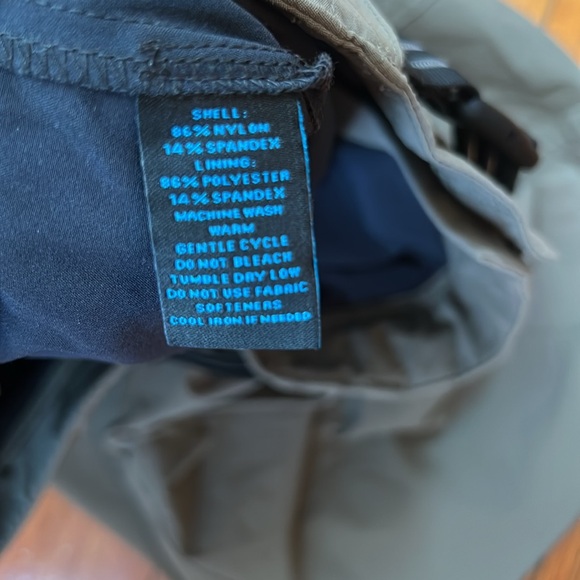 SHELL:
86% NYLON
14% SPANDEX
LINING:
86% POLYESTER
14% SPANDEX
MACHINE WASH
WARM
GENTLE CYCLE
DO NOT BLEACH
TUMBLE DRY LOW
DO NOT USE FABRIC
SOFTENERS
COOL IRON IF NEEDED